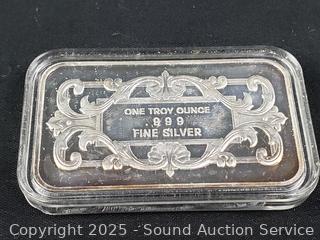 ONE TROY OUNCE
.999
FINE SILVER
Copyright 2025 - Sound Auction Service